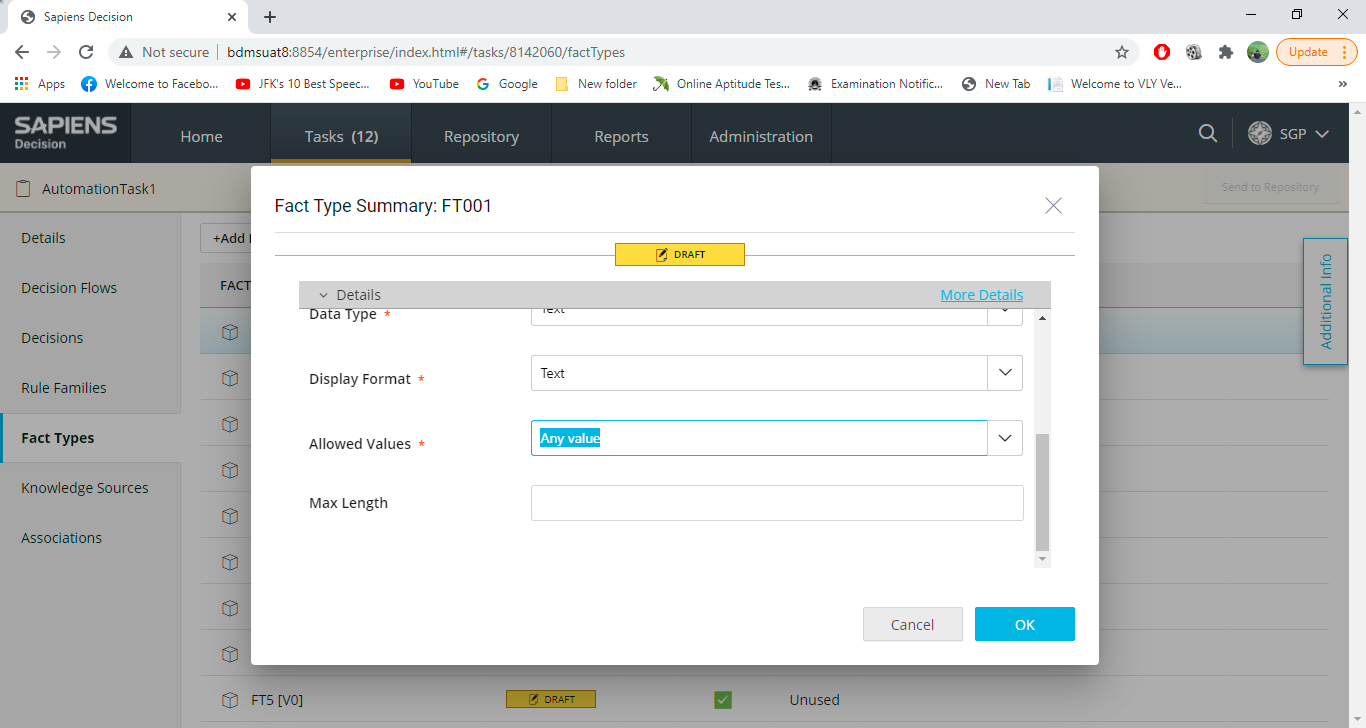 Sapiens Decision
Not secure
bdmsuat8:8854/enterprise/index.html#/tasks/8142060/factTypes
Update
Apps
Welcome to Facebo...
JFK's 10 Best Speec...
YouTube
Google
New folder
Online Aptitude Tes...
Examination Notific...
New Tab
Welcome to VLY Ve...
»
SAPIENS
Decision
Home
Tasks (12)
Repository
Reports
Administration
SGP
AutomationTask1
Send to Repository
Details
Decision Flows
Decisions
Rule Families
Fact Types
Knowledge Sources
Associations
+Add
FACT
Additional Info
Fact Type Summary: FT001
DRAFT
Details
More Details
Data Type *
Text
Display Format *
Text
Allowed Values *
Any value
Max Length
Cancel
OK
FT5 [V0]
DRAFT
Unused